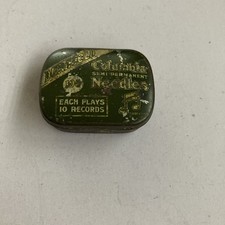 Columbia
SEMI-PERMANENT
Needles
EACH PLAYS
10 RECORDS